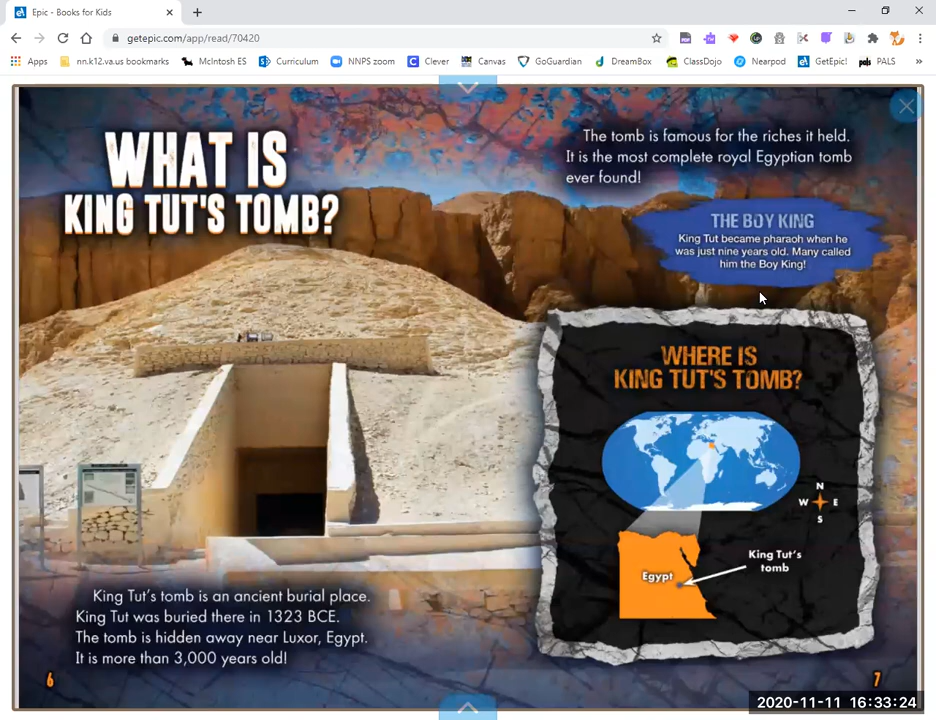 Epic - Books for Kids
getepic.com/app/read/70420
Apps nn.k12.va.us bookmarks McIntosh ES Curriculum NNPS zoom Clever Canvas GoGuardian DreamBox ClassDojo Nearpod GetEpic! PALS »
WHAT IS
KING TUT'S TOMB?
The tomb is famous for the riches it held.
It is the most complete royal Egyptian tomb
ever found!
THE BOY KING
King Tut became pharaoh when he
was just nine years old. Many called
him the Boy King!
WHERE IS
KING TUT'S TOMB?
N
W E
S
King Tut's
tomb
Egypt
King Tut's tomb is an ancient burial place.
King Tut was buried there in 1323 BCE.
The tomb is hidden away near Luxor, Egypt.
It is more than 3,000 years old!
6
7
2020-11-11 16:33:24